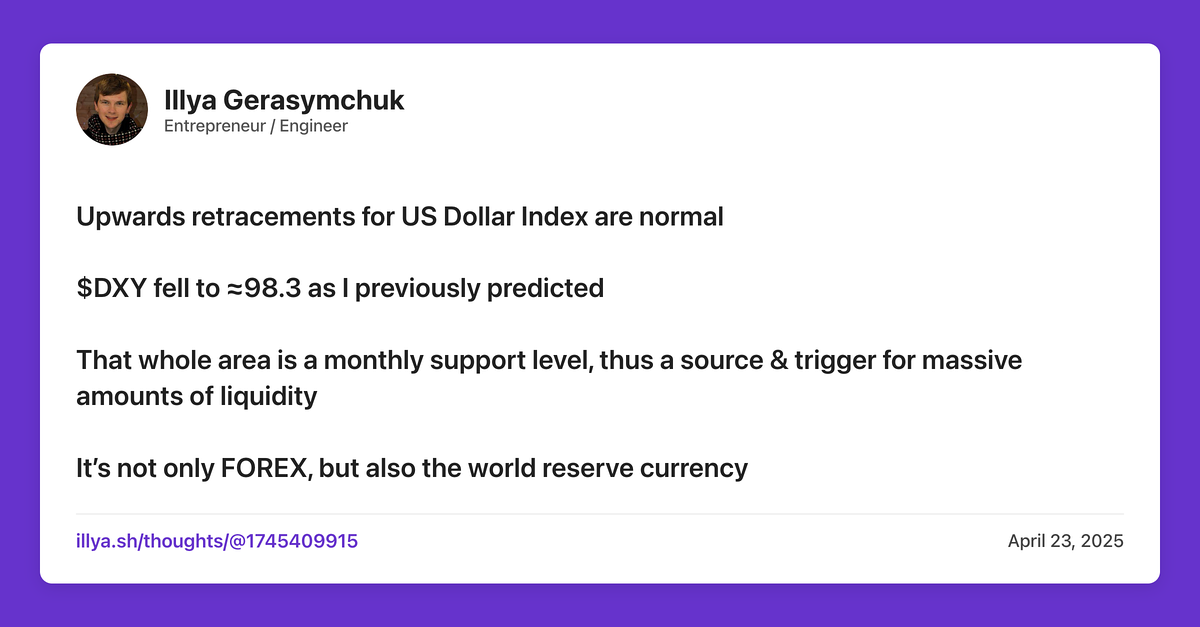 Illya Gerasymchuk
Entrepreneur / Engineer
Upwards retracements for US Dollar Index are normal
$DXY fell to ≈98.3 as I previously predicted
That whole area is a monthly support level, thus a source & trigger for massive
amounts of liquidity
It’s not only FOREX, but also the world reserve currency
illya.sh/thoughts/@1745409915
April 23, 2025